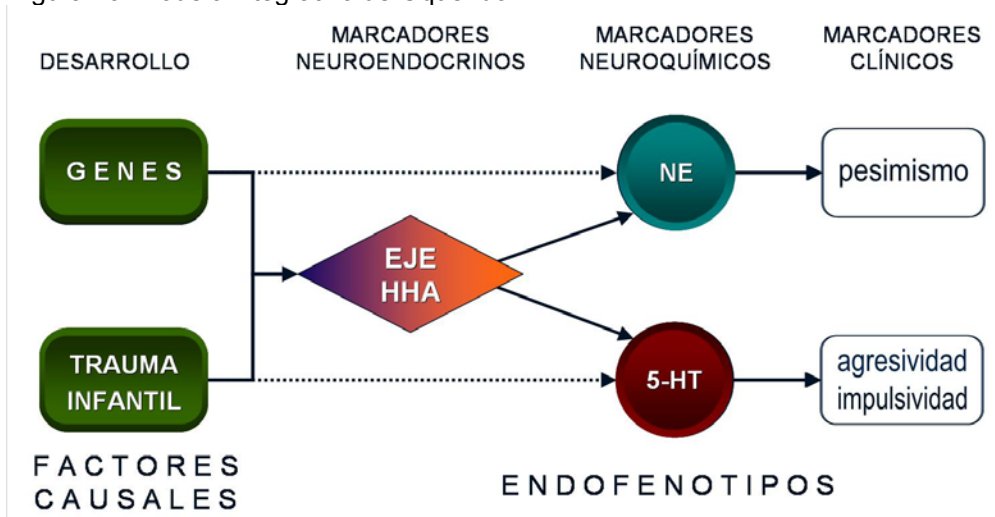 DESARROLLO
MARCADORES
NEUROENDOCRINOS
MARCADORES
NEUROQUÍMICOS
MARCADORES
CLÍNICOS
GENES
NE
pesimismo
EJE
HHA
TRAUMA
INFANTIL
5-HT
agresividad
impulsividad
FACTORES
CAUSALES
ENDOFENOTIPOS